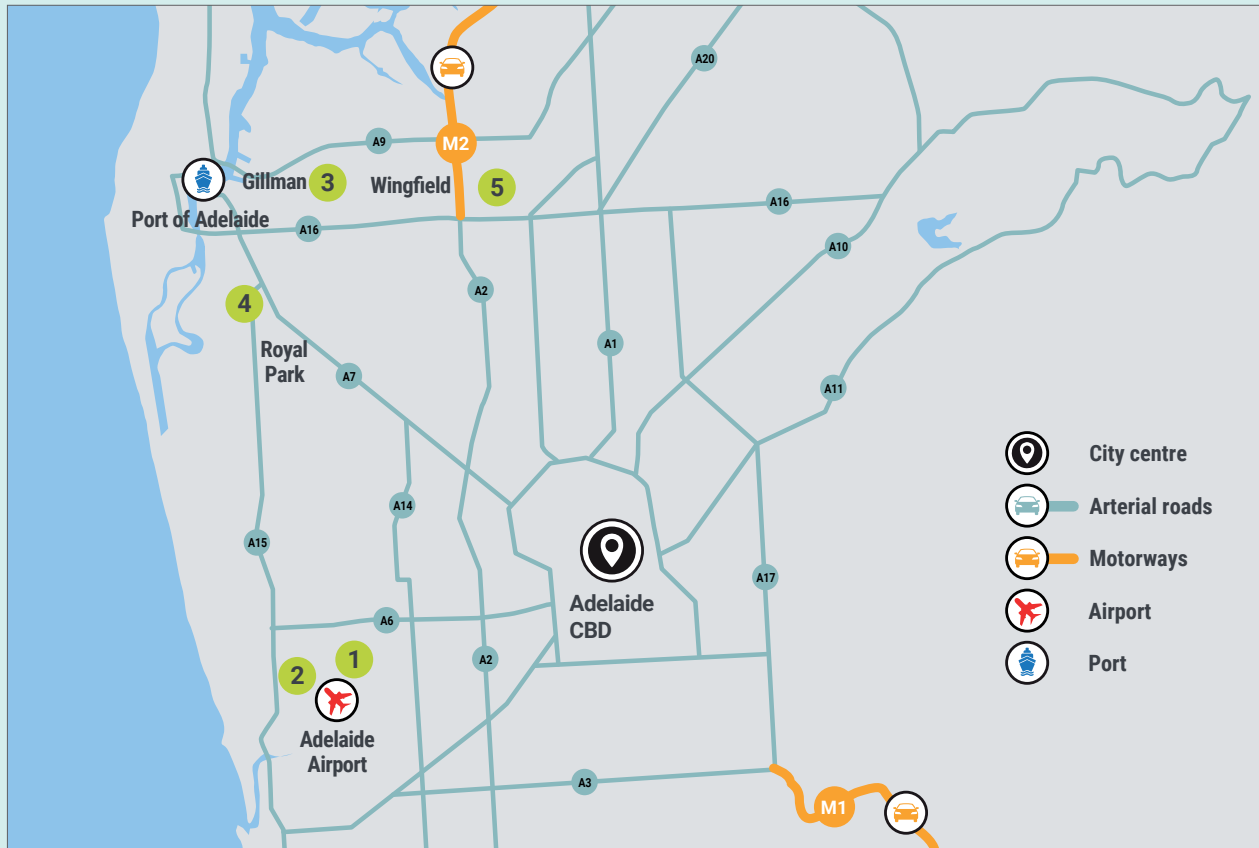 A20
A9
M2
Gillman
3
Wingfield
5
Port of Adelaide
A16
A16
A10
A2
4
Royal
Park
A7
A1
A11
City centre
Arterial roads
Motorways
Airport
Port
A14
A15
A17
Adelaide
CBD
A6
A2
1
2
Adelaide
Airport
A3
M1